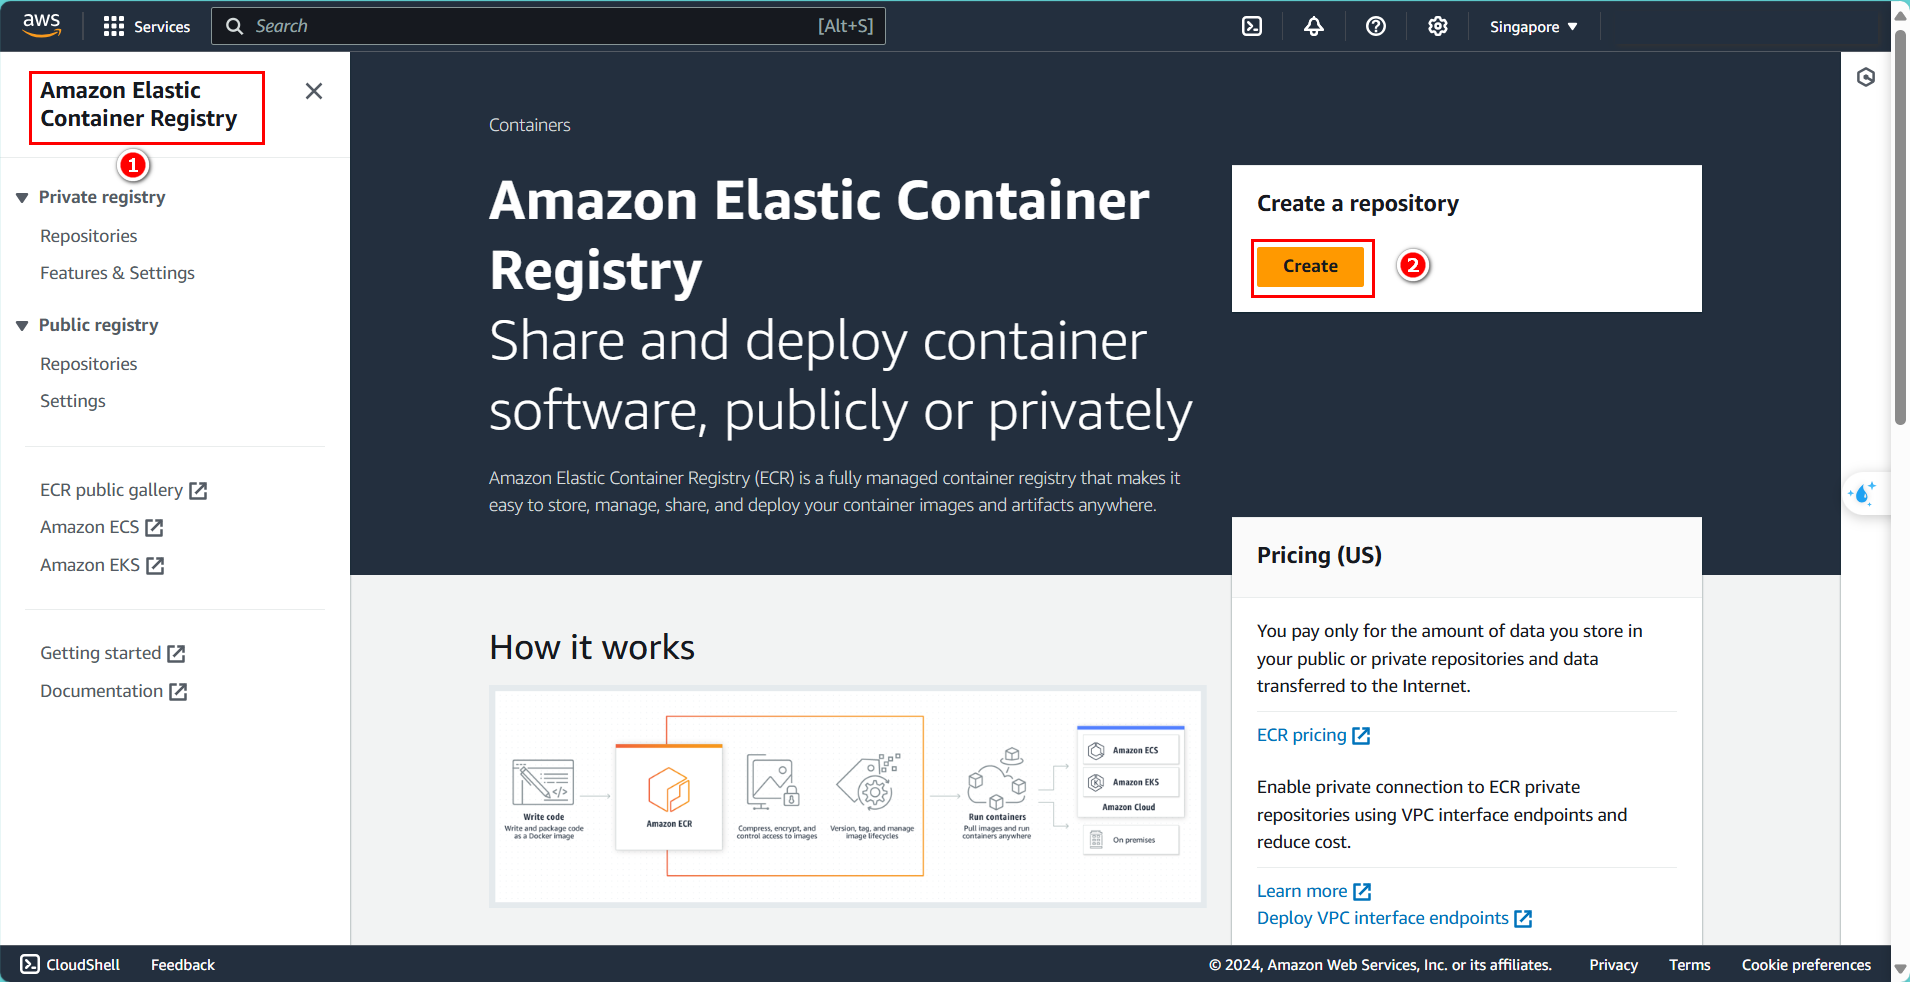 aws
Services
Search
[Alt+S]
Singapore
Amazon Elastic
Container Registry
1
Private registry
Repositories
Features & Settings
Public registry
Repositories
Settings
ECR public gallery
Amazon ECS
Amazon EKS
Getting started
Documentation
Containers
Amazon Elastic Container
Registry
Share and deploy container
software, publicly or privately
Amazon Elastic Container Registry (ECR) is a fully managed container registry that makes it
easy to store, manage, share, and deploy your container images and artifacts anywhere.
Create a repository
Create
2
How it works
Write code
Write and package code
as a Docker image
Amazon ECR
Compress, encrypt, and
control access to images
Version, tag, and manage
image lifecycles
Run containers
Pull images and run
containers anywhere
Amazon ECS
Amazon EKS
Amazon Cloud
On premises
Pricing (US)
You pay only for the amount of data you store in
your public or private repositories and data
transferred to the Internet.
ECR pricing
Enable private connection to ECR private
repositories using VPC interface endpoints and
reduce cost.
Learn more
Deploy VPC interface endpoints
CloudShell
Feedback
© 2024, Amazon Web Services, Inc. or its affiliates.
Privacy
Terms
Cookie preferences